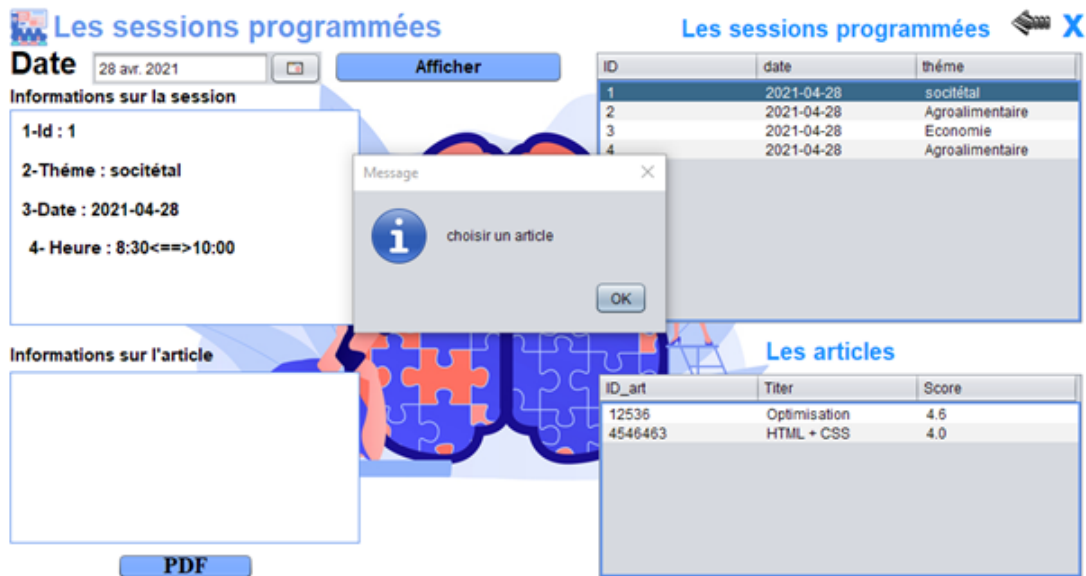 Les sessions programmées
Les sessions programmées X
Date 28 avr. 2021 Afficher
Informations sur la session
1-Id : 1
2-Théme : socitétal
3-Date : 2021-04-28
4- Heure : 8:30<==>10:00
ID date théme
1 2021-04-28 socitétal
2 2021-04-28 Agroalimentaire
3 2021-04-28 Economie
4 2021-04-28 Agroalimentaire
Message
choisir un article
OK
Informations sur l'article
Les articles
ID_art Titer Score
12536 Optimisation 4.6
4546463 HTML + CSS 4.0
PDF